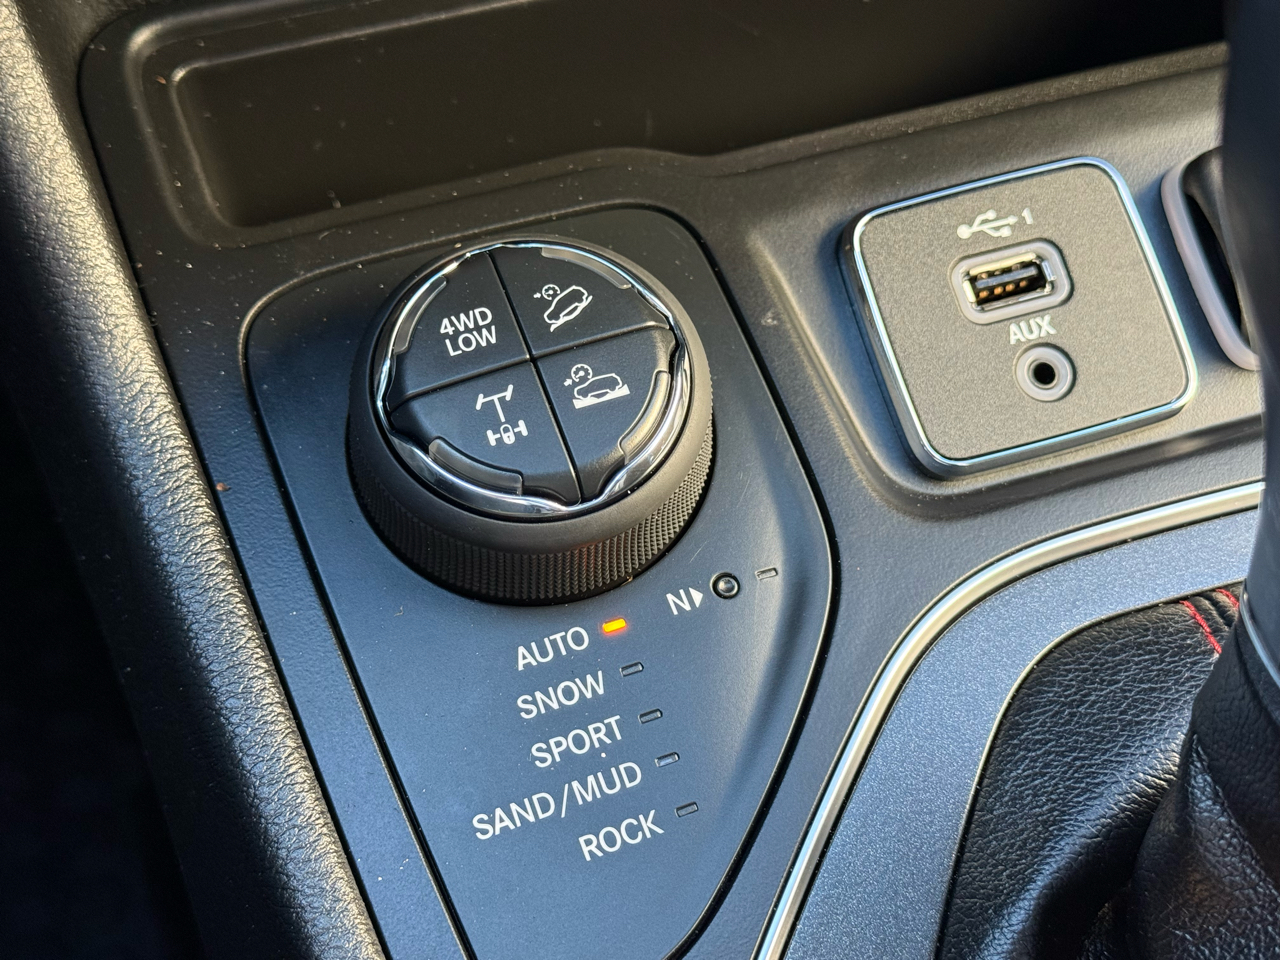 4WD
LOW
1
AUX
N
AUTO
SNOW
SPORT
SAND/MUD
ROCK